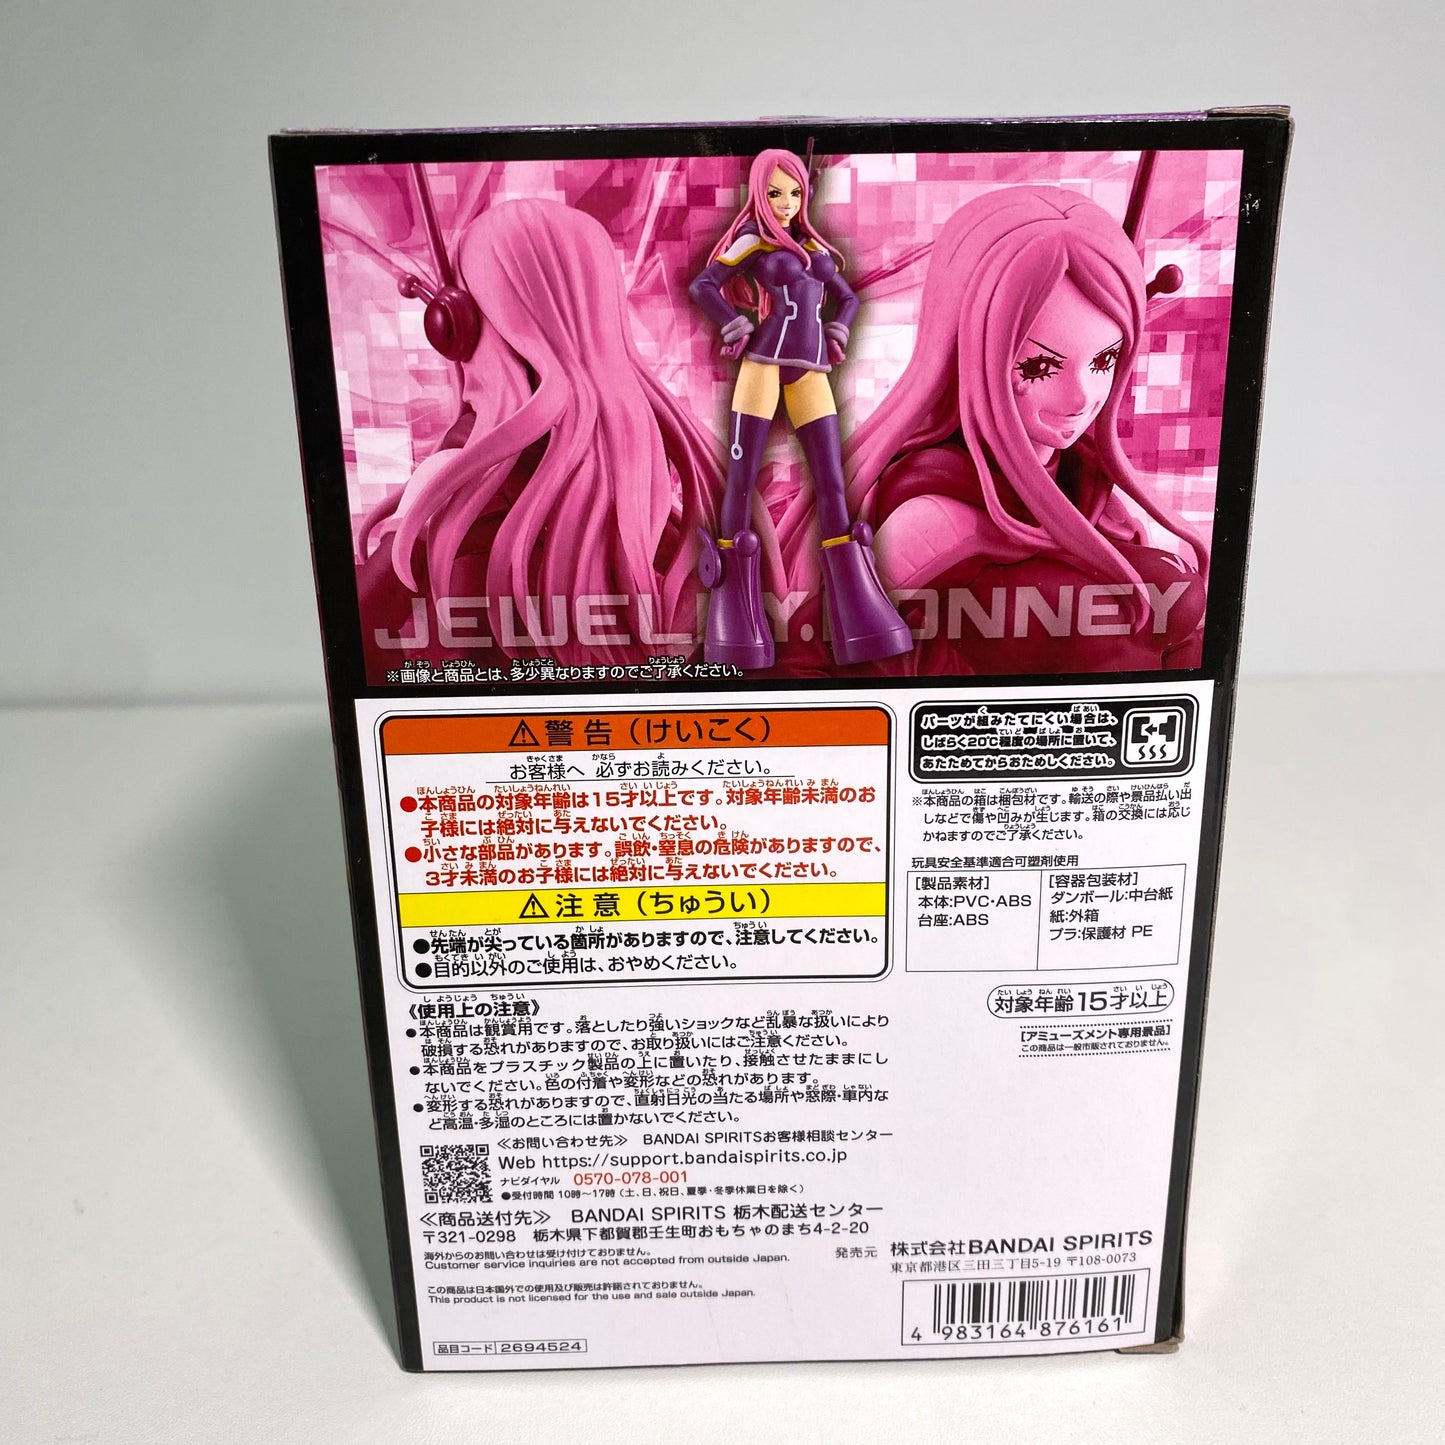 JEWELRY.BONNEY
※画像と商品とは、多少異なりますのでご了承ください。
⚠警告（けいこく）
お客様へ 必ずお読みください。
●本商品の対象年齢は15才以上です。対象年齢未満のお
子様には絶対に与えないでください。
●小さな部品があります。誤飲・窒息の危険がありますので、
3才未満のお子様には絶対に与えないでください。
⚠注意（ちゅうい）
●先端が尖っている箇所がありますので、注意してください。
●目的以外のご使用は、おやめください。
《使用上の注意》
●本商品は観賞用です。落としたり強いショックなど乱暴な扱いにより
破損する恐れがありますので、お取り扱いにはご注意ください。
●本商品をプラスチック製品の上に置いたり、接触させたままにし
ないでください。色の付着や変形などの恐れがあります。
●変形する恐れがありますので、直射日光の当たる場所や窓際・車内な
ど高温・多湿のところには置かないでください。
≪お問い合わせ先≫ BANDAI SPIRITSお客様相談センター
Web https://support.bandaispirits.co.jp
ナビダイヤル 0570-078-001
●受付時間 10時～17時（土、日、祝日、夏季・冬季休業日を除く）
≪商品送付先≫ BANDAI SPIRITS 栃木配送センター
〒321-0298 栃木県下都賀郡壬生町おもちゃのまち4-2-20
海外からのお問い合わせは受け付けておりません。
Customer service inquiries are not accepted from outside Japan.
この商品は日本国外での使用及び販売は許諾されておりません。
This product is not licensed for the use and sale outside Japan.
品目コード 2694524
パーツが組みたてにくい場合は、
しばらく20℃程度の場所に置いて、
あたためてからおためしください。
※本商品の箱は梱包材です。輸送の際や景品払い出
しなどで傷や凹みが生じます。箱の交換には応じ
かねますのでご了承ください。
玩具安全基準適合可塑剤使用
[製品素材]
本体:PVC・ABS
台座:ABS
[容器包装材]
ダンボール:中台紙
紙:外箱
プラ:保護材 PE
対象年齢15才以上
[アミューズメント専用景品]
この商品は一般市販されておりません。
発売元 株式会社BANDAI SPIRITS
東京都港区三田三丁目5-19 〒108-0073
4 983164 876161